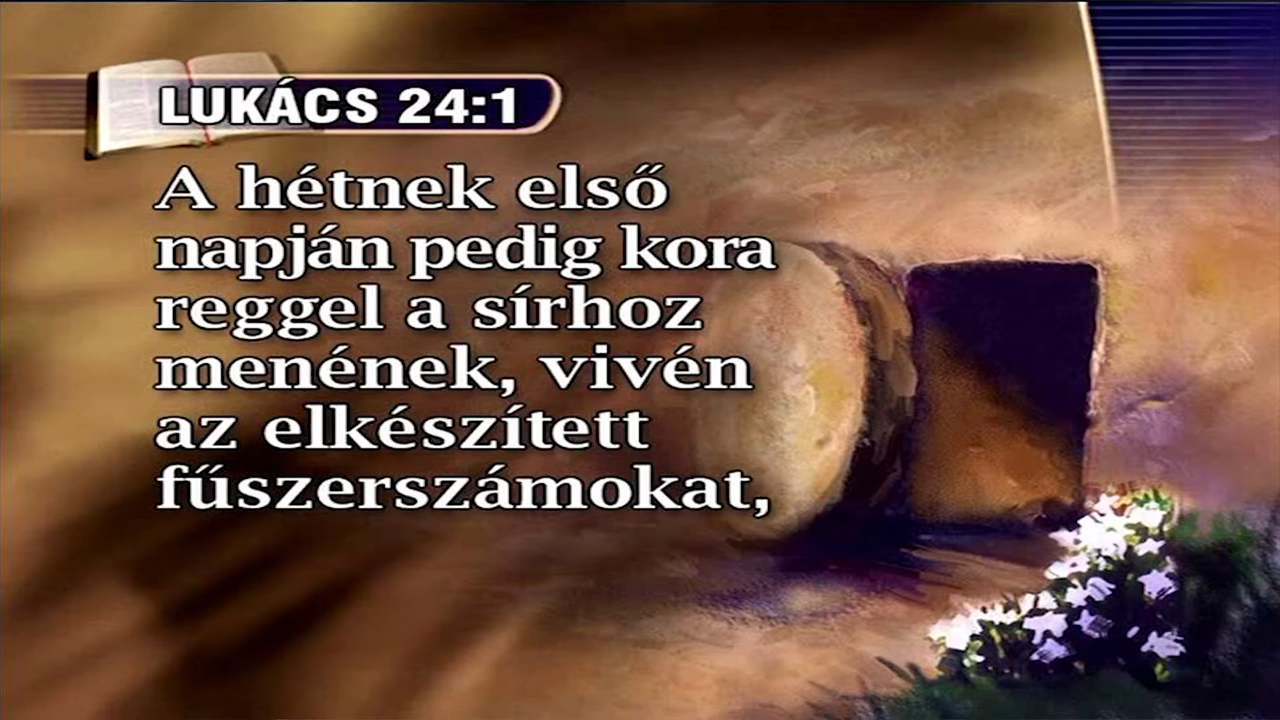 LUKÁCS 24:1
A hétnek első
napján pedig kora
reggel a sírhoz
menének, vivén
az elkészített
fűszerszámokat,